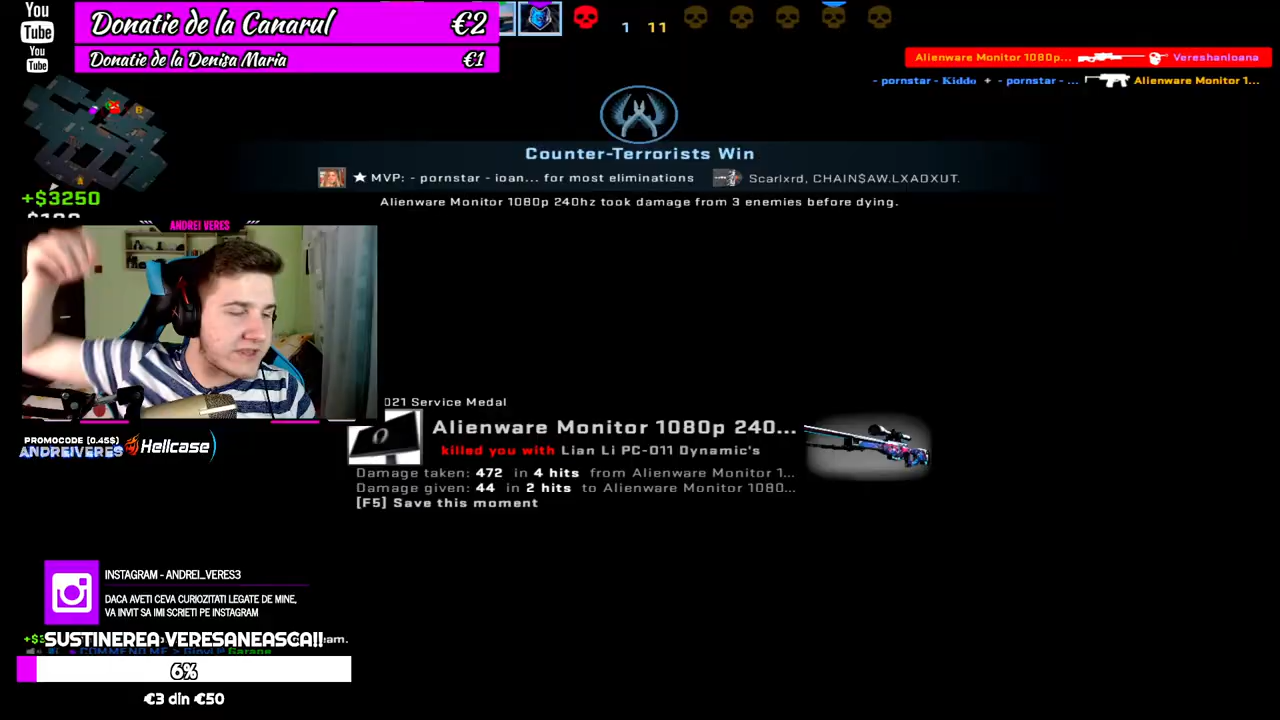 You
Tube
Donatie de la Canarul €2
You
Tube
Donatie de la Denisa Maria €1
1 11
Alienware Monitor 1080p... Vereshanloana
- pornstar - Kiddo + - pornstar - ... Alienware Monitor 1...
Counter-Terrorists Win
★ MVP: - pornstar - ioan... for most eliminations Scarlxrd, CHAIN$AW.LXADXUT.
Alienware Monitor 1080p 240hz took damage from 3 enemies before dying.
+$3250
ANDREI VERES
021 Service Medal
Alienware Monitor 1080p 240...
killed you with Lian Li PC-011 Dynamic's
Damage taken: 472 in 4 hits from Alienware Monitor 1...
Damage given: 44 in 2 hits to Alienware Monitor 1080...
[F5] Save this moment
PROMOCODE [0.45$]
ANDREIVERES Hellcase
INSTAGRAM - ANDREI_VERES3
DACA AVETI CEVA CURIOZITATI LEGATE DE MINE,
VA INVIT SA IMI SCRIETI PE INSTAGRAM
SUSTINEREA VERESANEASCA!!
6%
€3 din €50